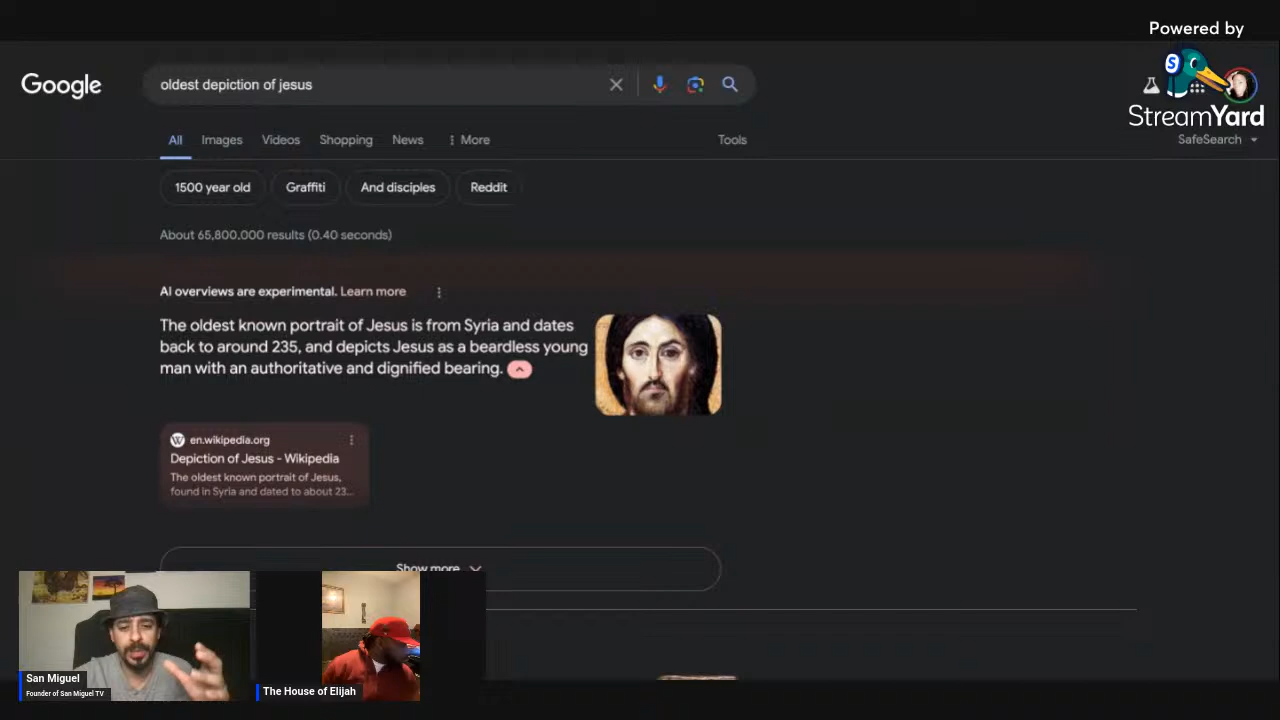 Powered by
StreamYard
Google
oldest depiction of jesus
All Images Videos Shopping News More Tools
SafeSearch
1500 year old Graffiti And disciples Reddit
About 65,800,000 results (0.40 seconds)
AI overviews are experimental. Learn more
The oldest known portrait of Jesus is from Syria and dates
back to around 235, and depicts Jesus as a beardless young
man with an authoritative and dignified bearing.
en.wikipedia.org
Depiction of Jesus - Wikipedia
The oldest known portrait of Jesus,
found in Syria and dated to about 23...
Show more
San Miguel
Founder of San Miguel TV
The House of Elijah